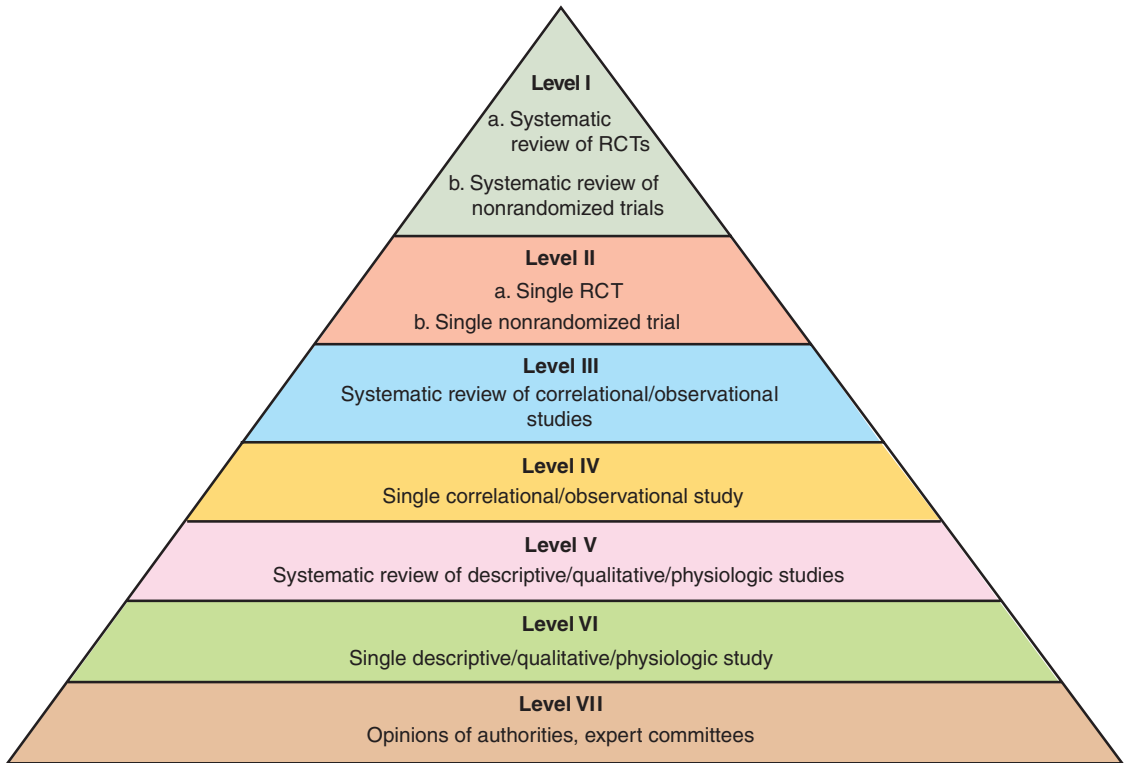 Level I
a. Systematic
review of RCTs
b. Systematic review of
nonrandomized trials
Level II
a. Single RCT
b. Single nonrandomized trial
Level III
Systematic review of correlational/observational
studies
Level IV
Single correlational/observational study
Level V
Systematic review of descriptive/qualitative/physiologic studies
Level VI
Single descriptive/qualitative/physiologic study
Level VII
Opinions of authorities, expert committees